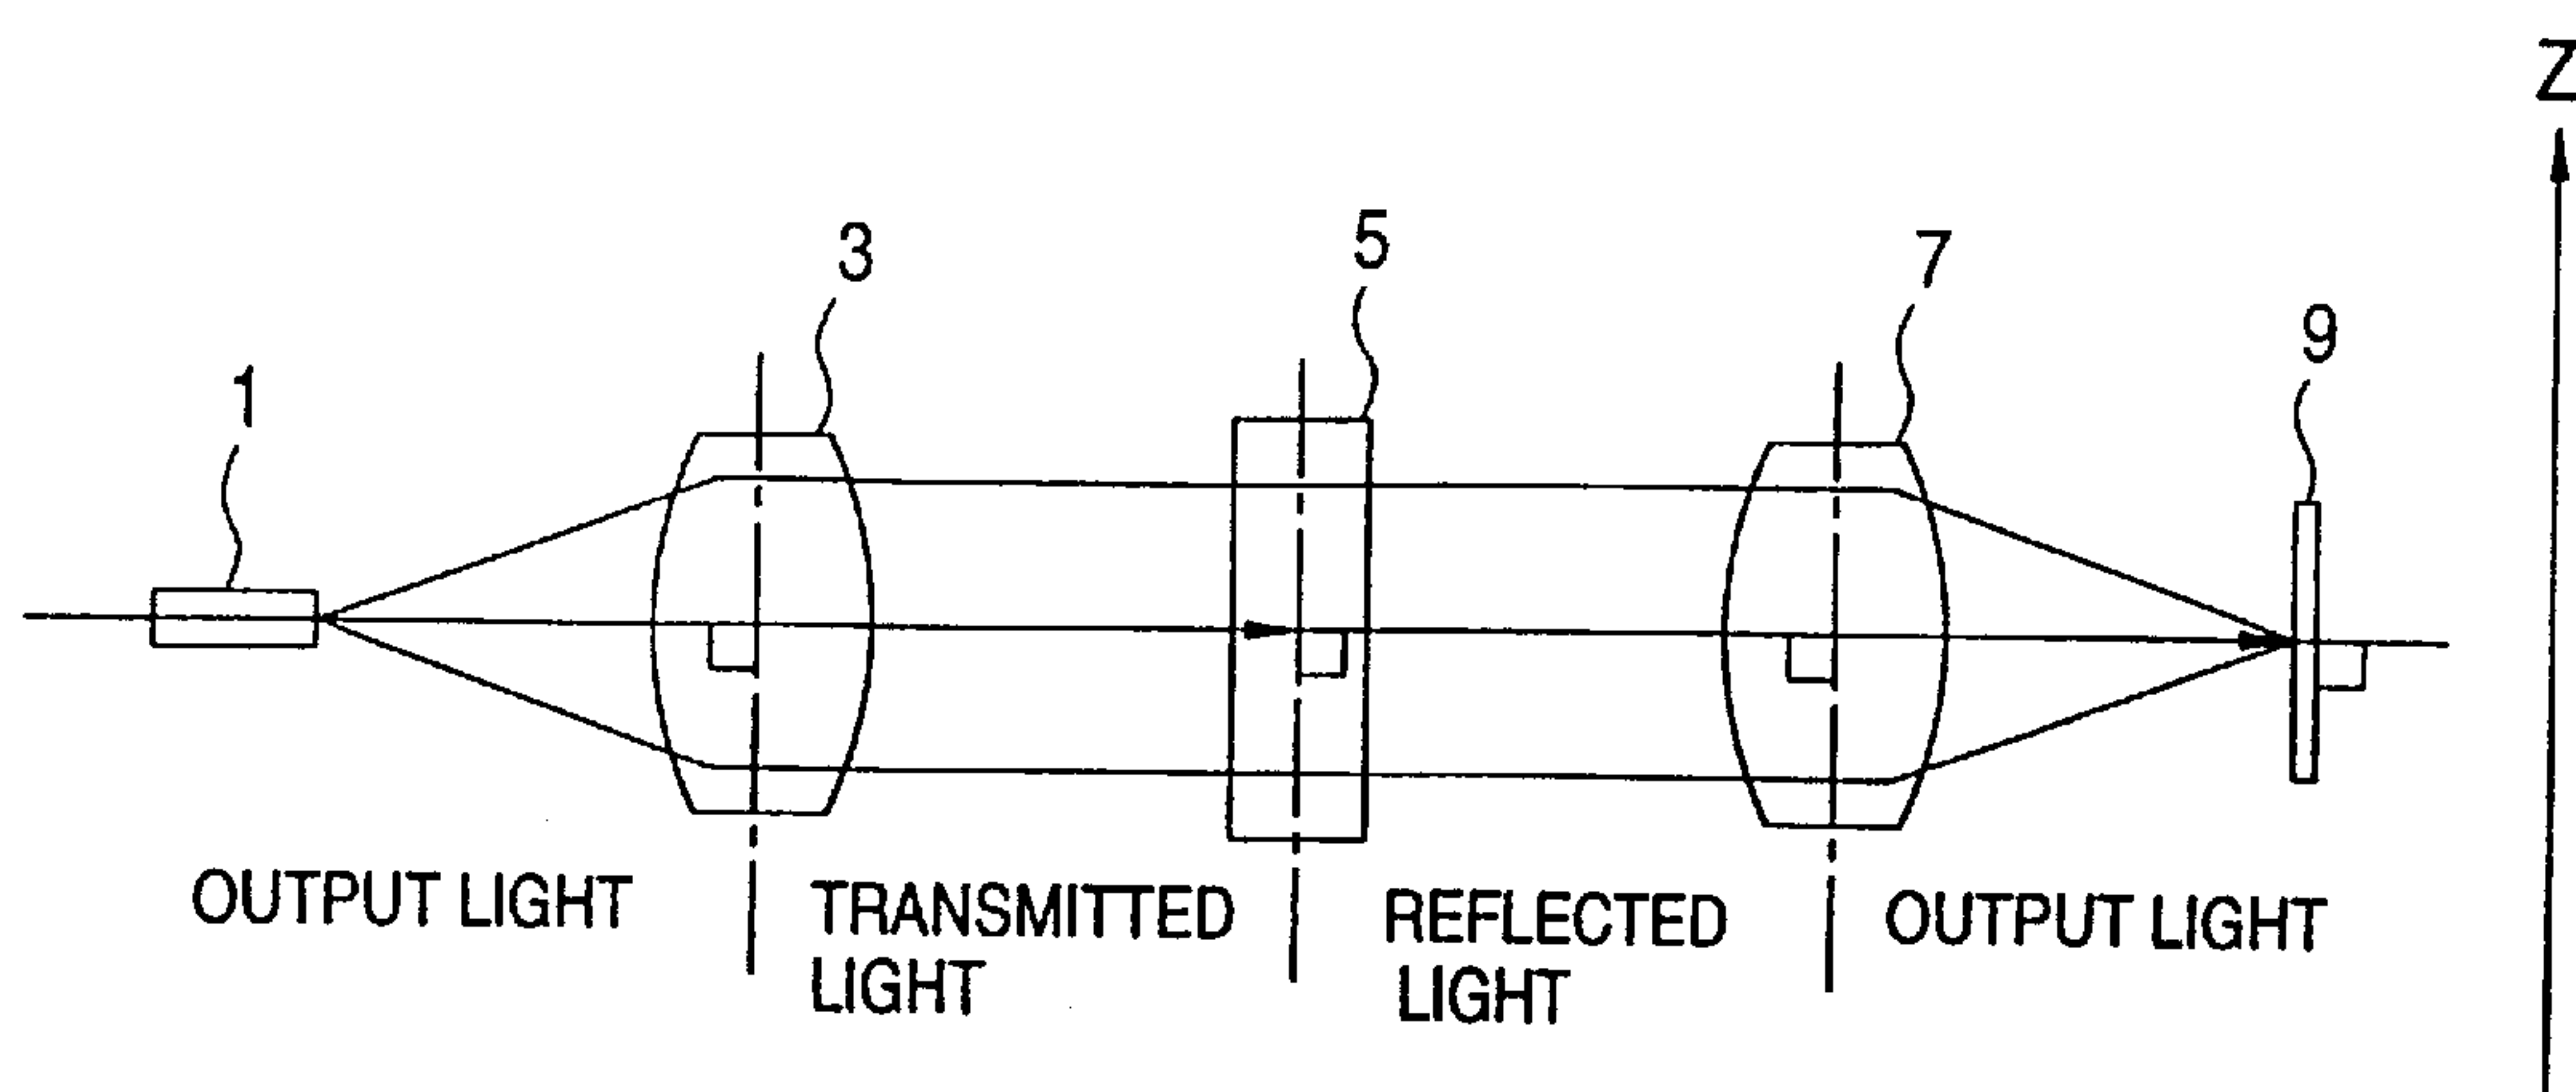 Z
1
3
5
7
9
OUTPUT LIGHT
TRANSMITTED
LIGHT
REFLECTED
LIGHT
OUTPUT LIGHT